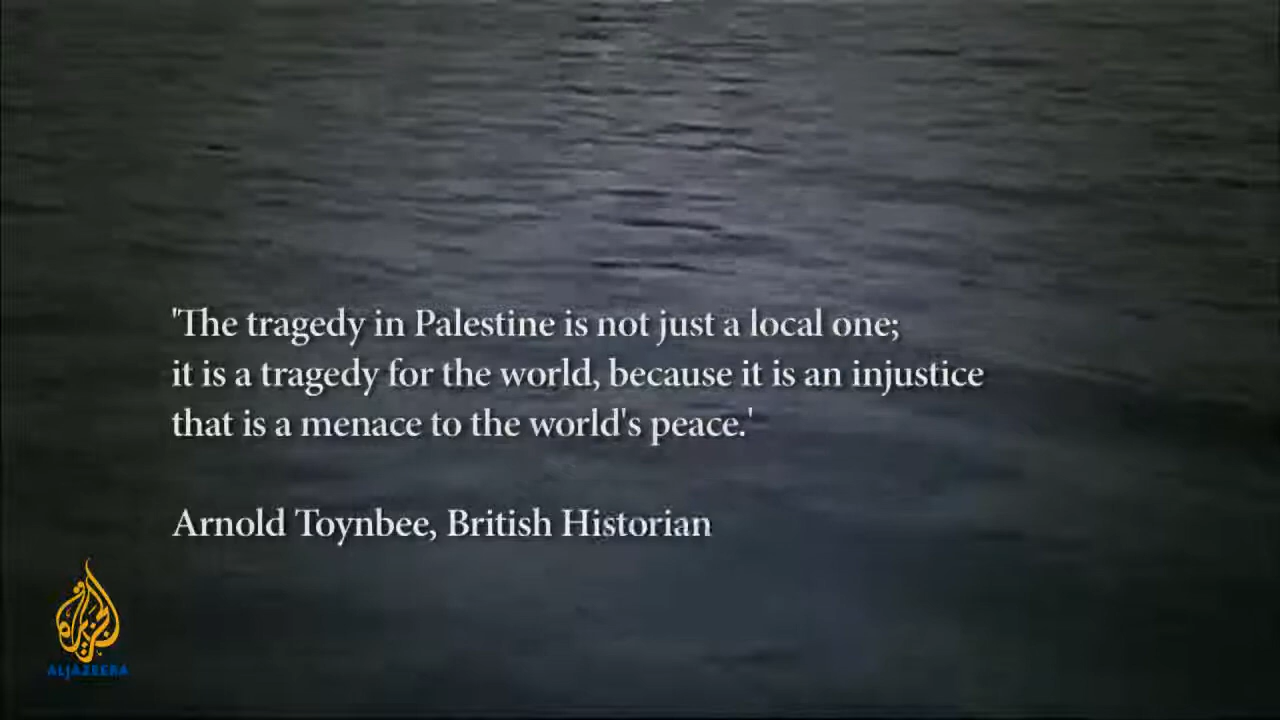 'The tragedy in Palestine is not just a local one;
it is a tragedy for the world, because it is an injustice
that is a menace to the world's peace.'
Arnold Toynbee, British Historian
الجزيرة
ALJAZEERA